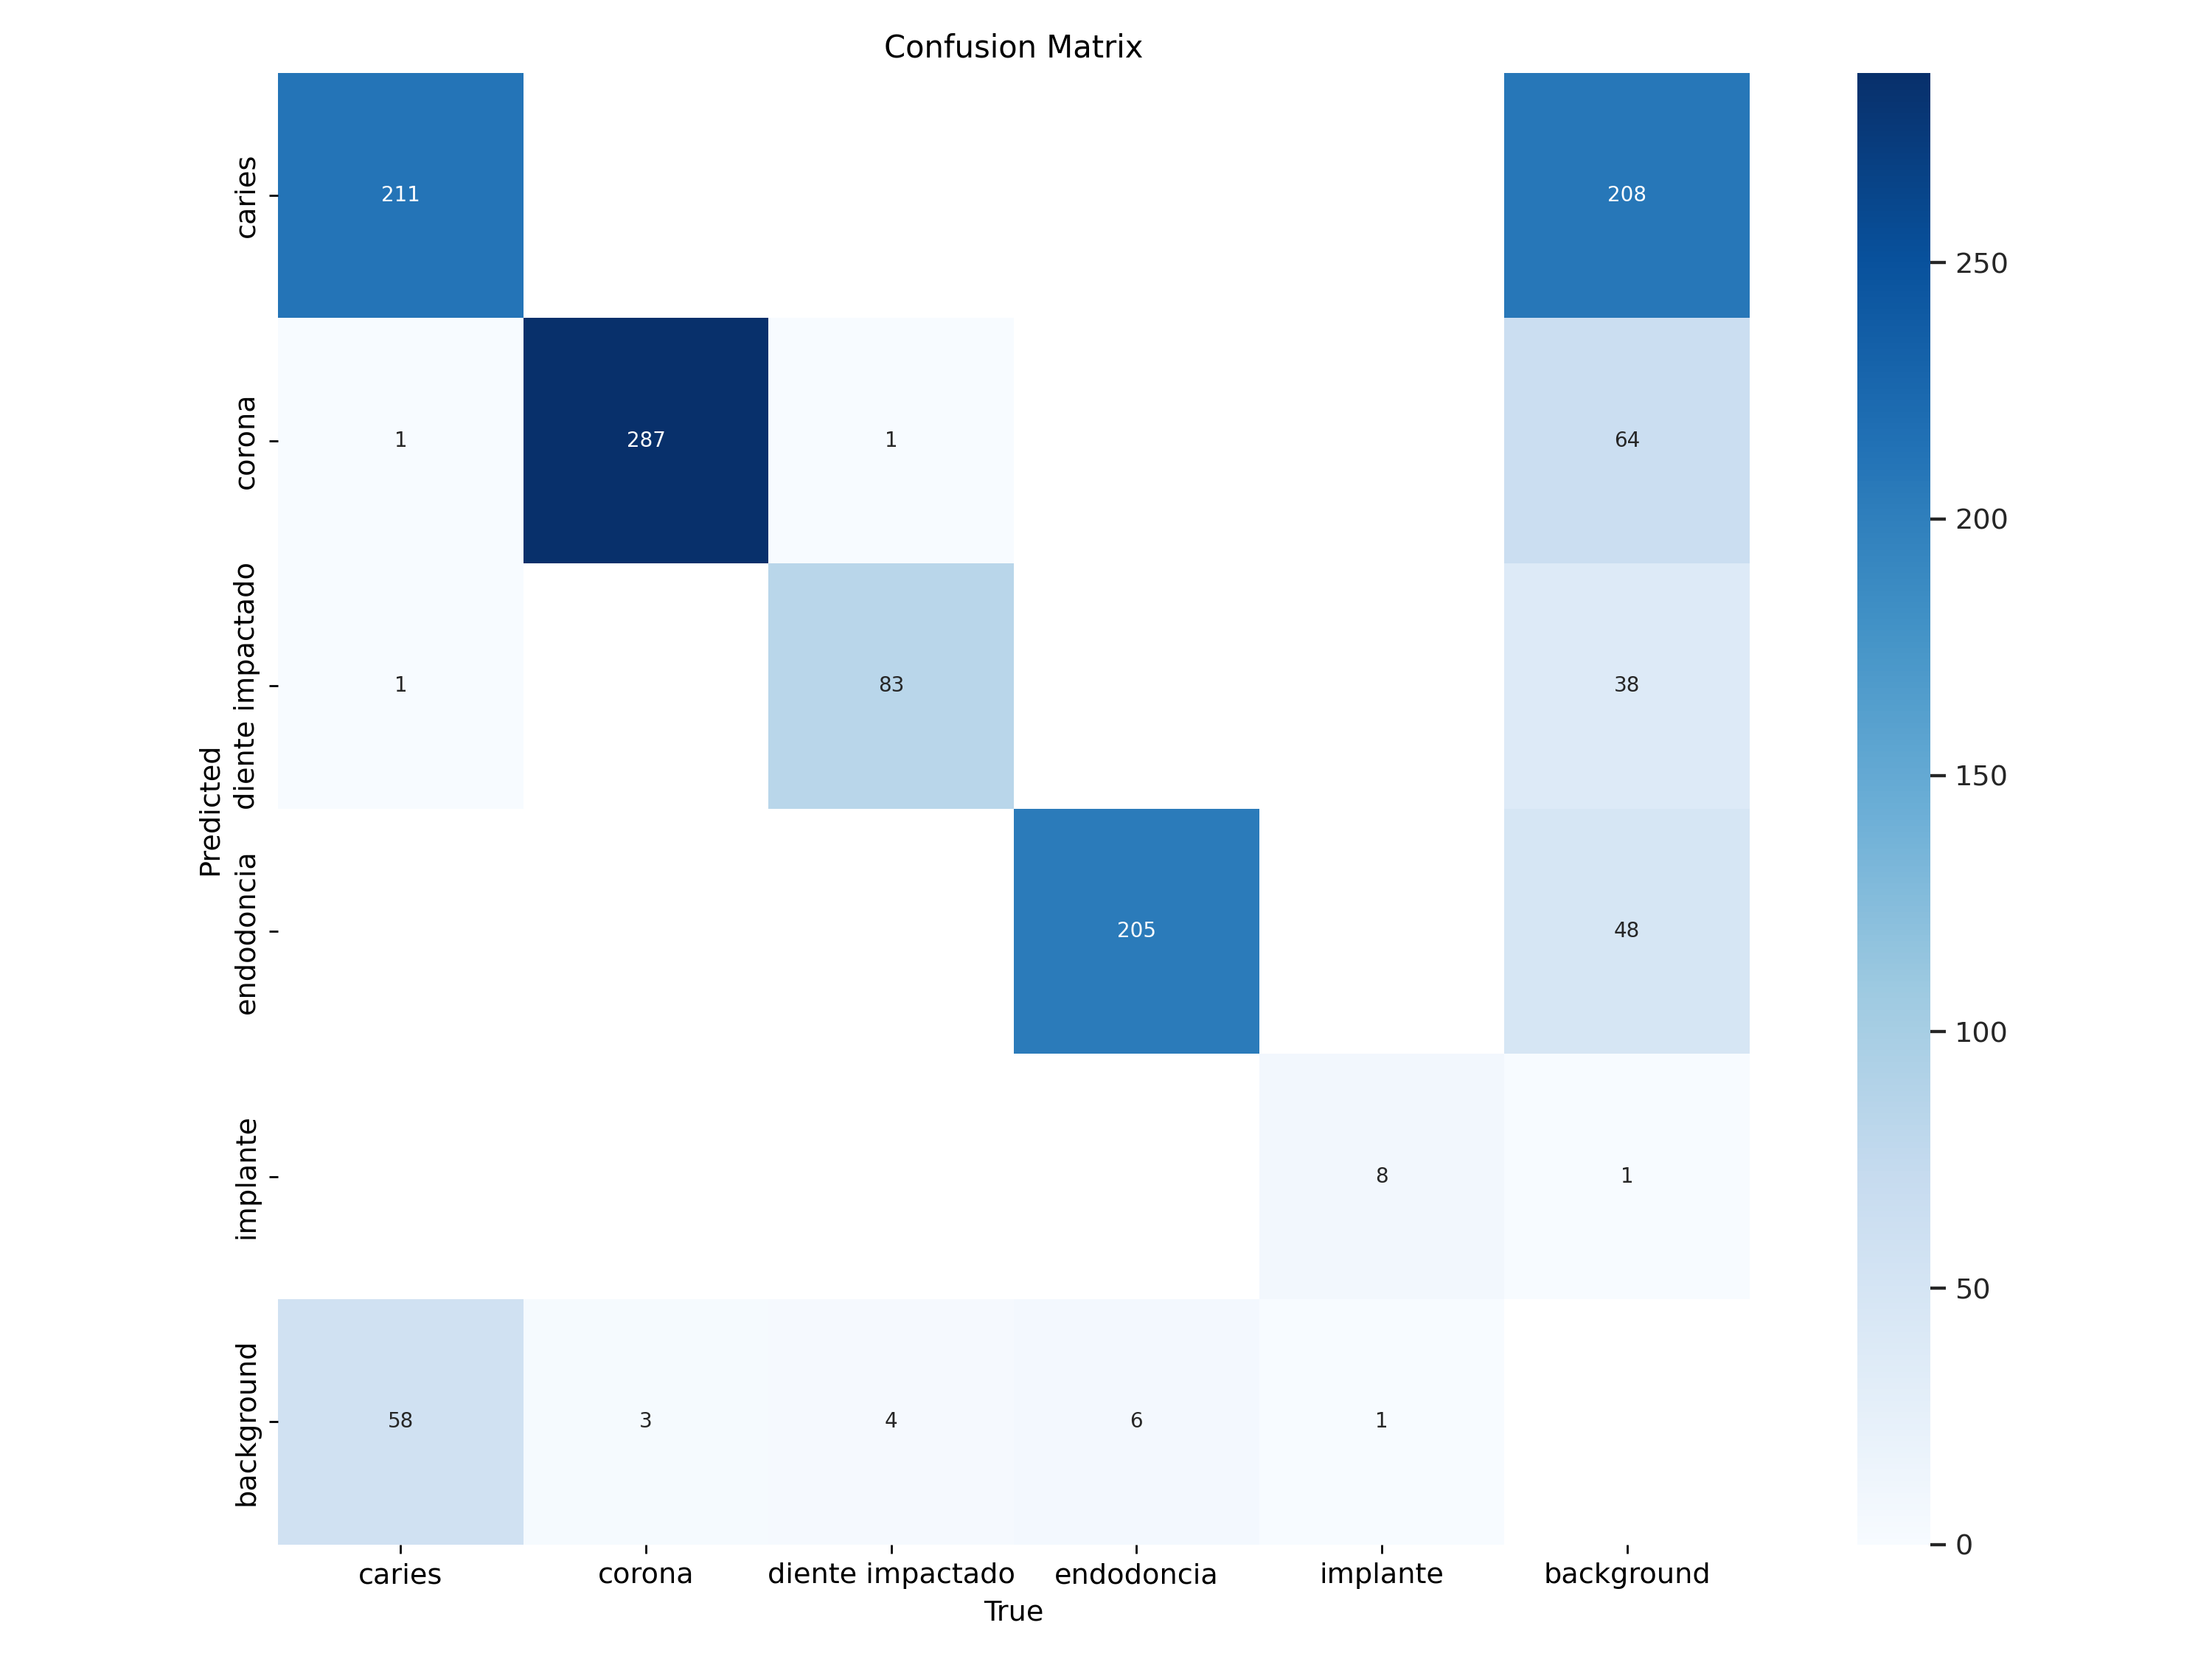 Confusion Matrix
caries
211
208
250
corona
1
287
1
64
200
diente impactado
1
83
38
150
Predicted
endodoncia
205
48
100
implante
8
1
50
background
58
3
4
6
1
0
caries
corona
diente impactado
endodoncia
implante
background
True